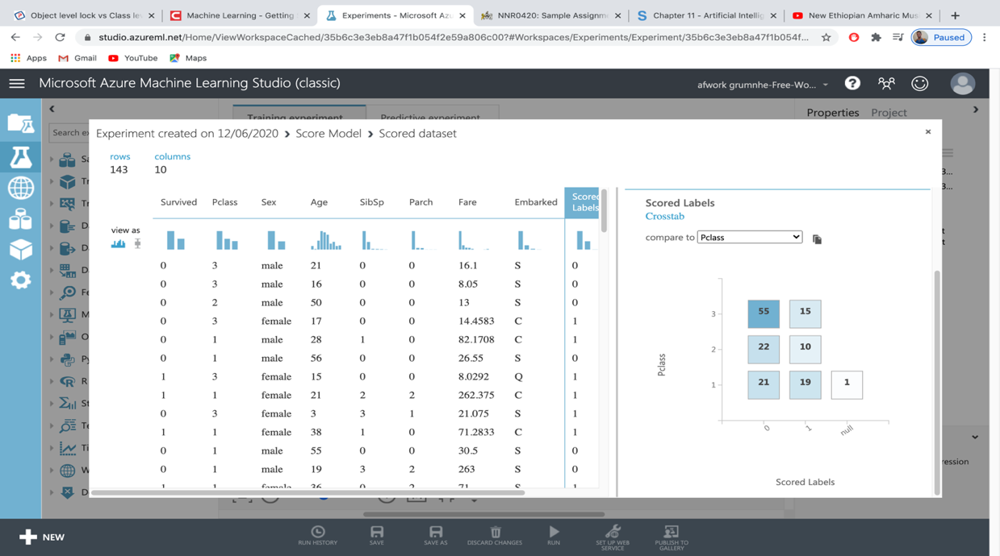 Object level lock vs Class le
Machine Learning - Getting
Experiments - Microsoft Azu
NNR0420: Sample Assignm
Chapter 11 - Artificial Intellig
New Ethiopian Amharic Mus
studio.azureml.net/Home/ViewWorkspaceCached/35b6c3e3eb8a47f1b054f2e59a806c00?#Workspaces/Experiments/Experiment/35b6c3e3eb8a47f1b054f...
Paused
Apps Gmail YouTube Maps
Microsoft Azure Machine Learning Studio (classic)
afwork grumnhe-Free-Wo...
Training experiment Predictive experiment
Properties Project
Search ex
Experiment created on 12/06/2020 › Score Model › Scored dataset
rows columns
143 10
Survived Pclass Sex Age SibSp Parch Fare Embarked Scored Labels
view as
0 3 male 21 0 0 16.1 S 0
0 3 male 16 0 0 8.05 S 0
0 2 male 50 0 0 13 S 0
0 3 female 17 0 0 14.4583 C 1
0 1 male 28 1 0 82.1708 C 1
0 1 male 56 0 0 26.55 S 0
1 3 female 15 0 0 8.0292 Q 1
1 1 female 21 2 2 262.375 C 1
0 3 female 3 3 1 21.075 S 1
1 1 female 38 1 0 71.2833 C 1
0 1 male 55 0 0 30.5 S 0
0 1 male 19 3 2 263 S 0
1 1 female 36 0 2 71 S 1
Scored Labels
Crosstab
compare to Pclass
3 55 15
2 22 10
1 21 19 1
Pclass
0 1 null
Scored Labels
ression
NEW
RUN HISTORY
SAVE
SAVE AS
DISCARD CHANGES
RUN
SET UP WEB SERVICE
PUBLISH TO GALLERY